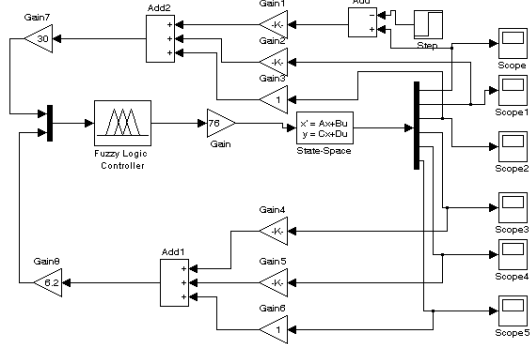 Gain7
30
Add2
+
+
+
Gain1
-K-
Add
−
+
Step
Gain2
-K-
Gain3
1
Scope
Scope1
Scope2
Fuzzy Logic
Controller
76
Gain
x' = Ax+Bu
y = Cx+Du
State-Space
Gain4
-K-
Scope3
Gain8
6.2
Add1
+
+
+
Gain5
-K-
Scope4
Gain6
1
Scope5